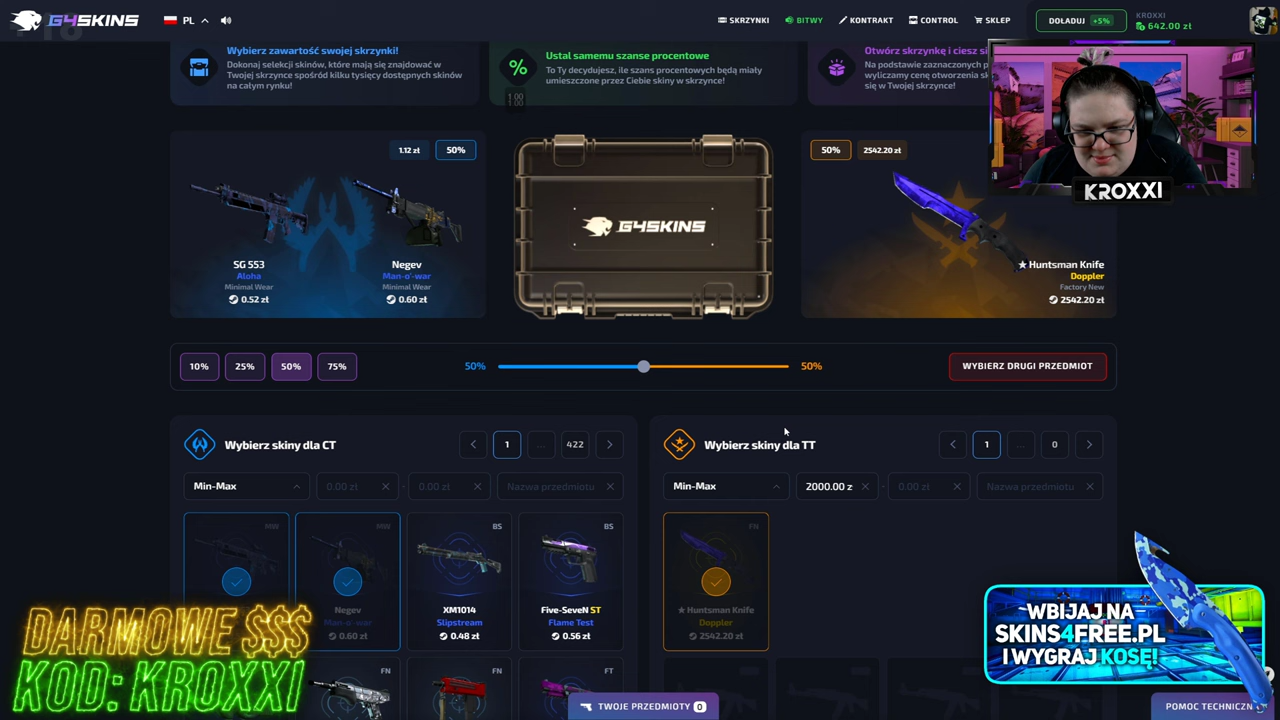 G4SKINS
PL
SKRZYNKI
BITWY
KONTRAKT
CONTROL
SKLEP
DOŁADUJ +5%
KROXXI
642.00 zł
Wybierz zawartość swojej skrzynki!
Dokonaj selekcji skinów, które mają się znajdować w
Twojej skrzynce spośród kilku tysięcy dostępnych skinów
na całym rynku!
Ustal samemu szanse procentowe
To Ty decydujesz, ile szans procentowych będą miały
umieszczone przez Ciebie skiny w skrzynce!
Otwórz skrzynkę i ciesz si
Na podstawie zaznaczonych p
wyliczamy cenę otwarcia sk
się w Twojej skrzynce!
KROXXI
1.12 zł 50%
SG 553
Aloha
Minimal Wear
0.52 zł
Negev
Man-o'-war
Minimal Wear
0.60 zł
G4SKINS
50% 2542.20 zł
★ Huntsman Knife
Doppler
Factory New
2542.20 zł
10% 25% 50% 75%
50% 50%
WYBIERZ DRUGI PRZEDMIOT
Wybierz skiny dla CT
1 ... 422
Min-Max 0.00 zł - 0.00 zł Nazwa przedmiotu
MW
MW
Negev
Man-o'-war
0.60 zł
BS
XM1014
Slipstream
0.48 zł
BS
Five-SeveN ST
Flame Test
0.56 zł
FN
FN
FT
Wybierz skiny dla TT
1 ... 0
Min-Max 2000.00 z - 0.00 zł Nazwa przedmiotu
FN
★ Huntsman Knife
Doppler
2542.20 zł
DARMOWE $$$
KOD: KROXXI
WBIJAJ NA
SKINS4FREE.PL
I WYGRAJ KOSĘ!
TWOJE PRZEDMIOTY 0
POMOC TECHNICZN